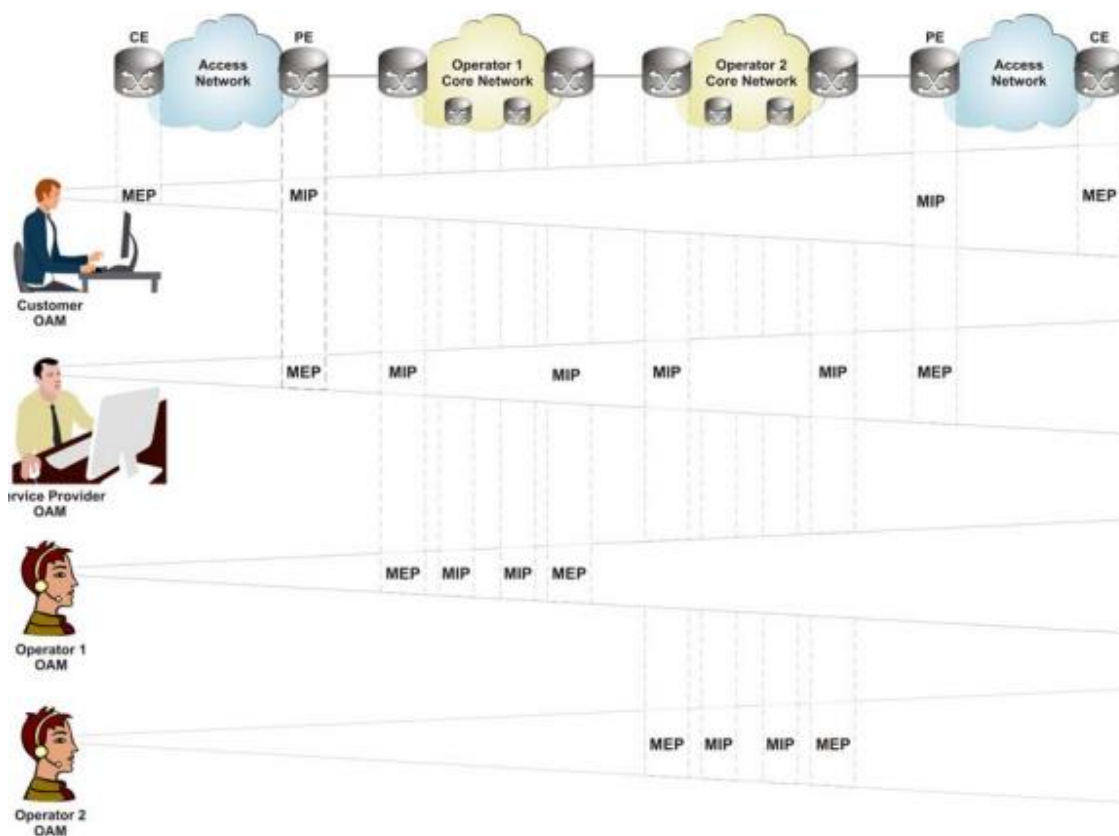 CE
PE
PE
CE
Access
Network
Operator 1
Core Network
Operator 2
Core Network
Access
Network
MEP
MIP
MIP
MEP
Customer
OAM
MEP
MIP
MIP
MIP
MIP
MEP
ervice Provider
OAM
MEP
MIP
MIP
MEP
Operator 1
OAM
MEP
MIP
MIP
MEP
Operator 2
OAM